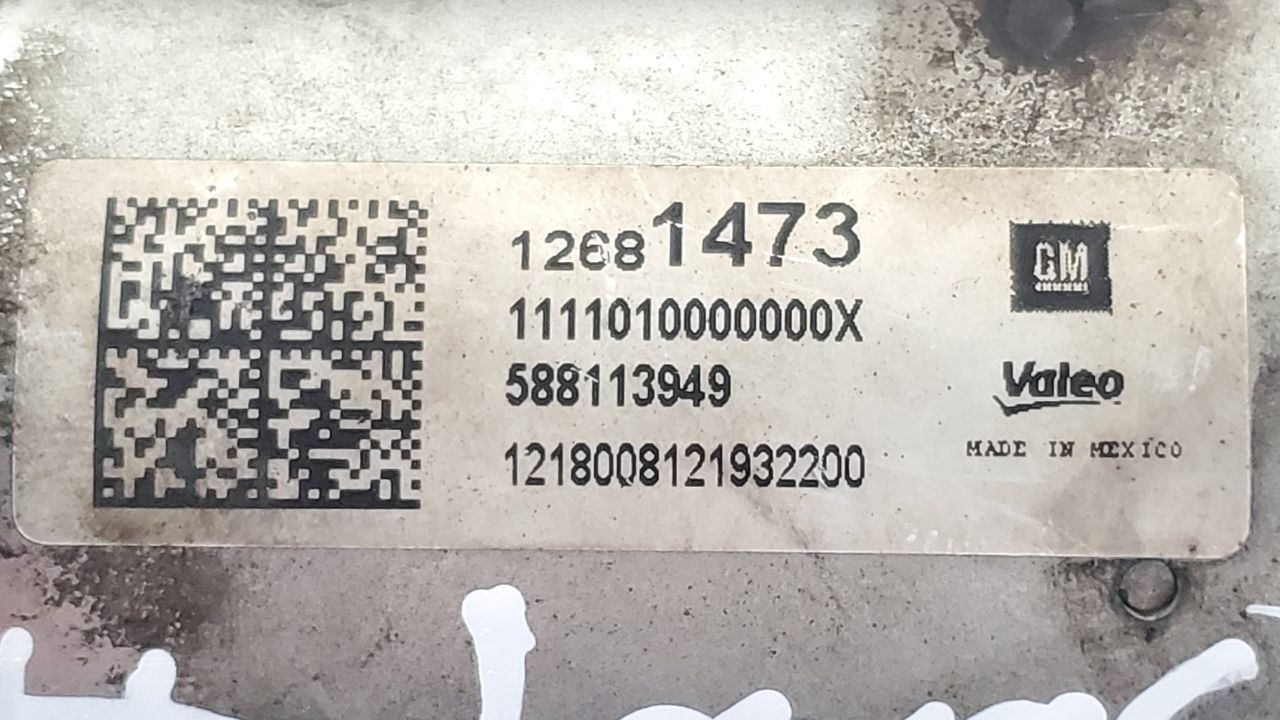 12681473
1111010000000X
588113949
1218008121932200
GM
Valeo
MADE IN MEXICO